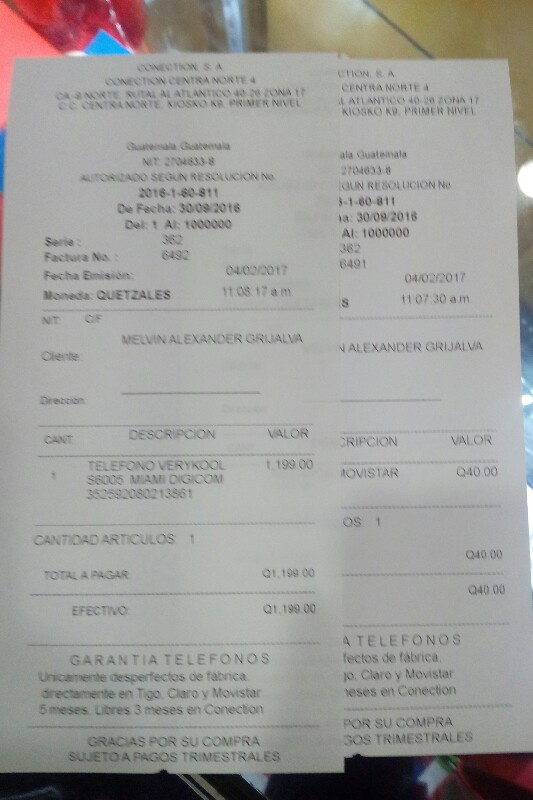 CONECTION, S. A.
CONECTION CENTRA NORTE 4
CA -9 NORTE, RUTAL AL ATLANTICO 40-26 ZONA 17
C.C. CENTRA NORTE, KIOSKO K9, PRIMER NIVEL
Guatemala, Guatemala
NIT: 2704633-8
AUTORIZADO SEGUN RESOLUCION No.
2016-1-60-811
De Fecha: 30/09/2016
Del: 1 Al: 1000000
Serie : 362
Factura No. : 6492
Fecha Emisión: 04/02/2017
Moneda: QUETZALES 11:08:17 a.m.
NIT: C/F
MELVIN ALEXANDER GRIJALVA
Cliente:
Dirección:
CANT. DESCRIPCION VALOR
1 TELEFONO VERYKOOL 1,199.00
S6005 MIAMI DIGICOM
352592080213861
CANTIDAD ARTICULOS: 1
TOTAL A PAGAR: Q1,199.00
EFECTIVO: Q1,199.00
GARANTIA TELEFONOS
Unicamente desperfectos de fábrica,
directamente en Tigo, Claro y Movistar
5 meses, Libres 3 meses en Conection
GRACIAS POR SU COMPRA
SUJETO A PAGOS TRIMESTRALES
CTION, S. A.
CENTRA NORTE 4
AL ATLANTICO 40-26 ZONA 17
KIOSKO K9, PRIMER NIVEL
ala, Guatemala
2704633-8
GUN RESOLUCION No.
-1-60-811
ha: 30/09/2016
Al: 1000000
362
6491
04/02/2017
S 11:07:30 a.m.
N ALEXANDER GRIJALVA
CRIPCION VALOR
MOVISTAR Q40.00
OS: 1
Q40.00
Q40.00
A TELEFONOS
fectos de fábrica,
go, Claro y Movistar
neses en Conection
POR SU COMPRA
GOS TRIMESTRALES